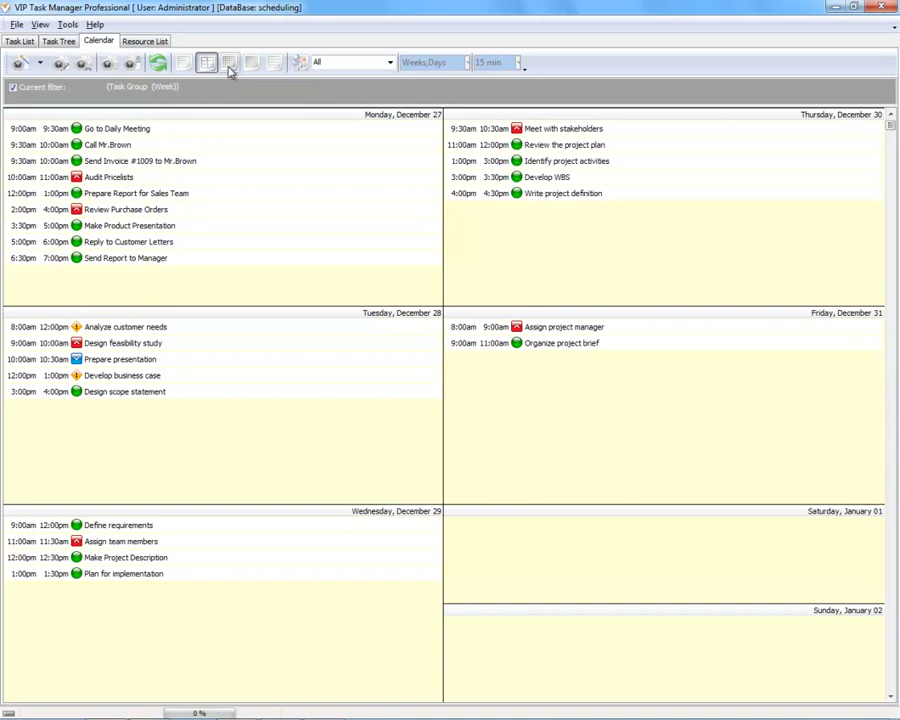 VIP Task Manager Professional [ User: Administrator ] [DataBase: scheduling]
File View Tools Help
Task List Task Tree Calendar Resource List
All Weeks,Days 15 min
Current filter: (Task Group (Week))
Monday, December 27
9:00am 9:30am Go to Daily Meeting
9:30am 10:00am Call Mr.Brown
9:30am 10:00am Send Invoice #1009 to Mr.Brown
10:00am 11:00am Audit Pricelists
12:00pm 1:00pm Prepare Report for Sales Team
2:00pm 4:00pm Review Purchase Orders
3:30pm 5:00pm Make Product Presentation
5:00pm 6:00pm Reply to Customer Letters
6:30pm 7:00pm Send Report to Manager
Tuesday, December 28
8:00am 12:00pm Analyze customer needs
9:00am 10:00am Design feasibility study
10:00am 10:30am Prepare presentation
12:00pm 1:00pm Develop business case
3:00pm 4:00pm Design scope statement
Wednesday, December 29
9:00am 12:00pm Define requirements
11:00am 11:30am Assign team members
12:00pm 12:30pm Make Project Description
1:00pm 1:30pm Plan for implementation
Thursday, December 30
9:30am 10:30am Meet with stakeholders
11:00am 12:00pm Review the project plan
1:00pm 3:00pm Identify project activities
3:00pm 3:30pm Develop WBS
4:00pm 4:30pm Write project definition
Friday, December 31
8:00am 9:00am Assign project manager
9:00am 11:00am Organize project brief
Saturday, January 01
Sunday, January 02
0 %